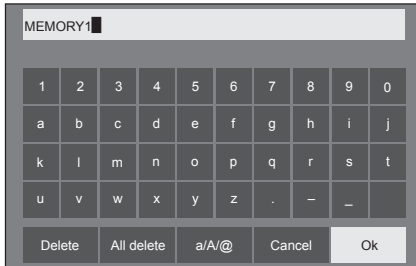 MEMORY1
1 2 3 4 5 6 7 8 9 0
a b c d e f g h i j
k l m n o p q r s t
u v w x y z . – _
Delete All delete a/A/@ Cancel Ok